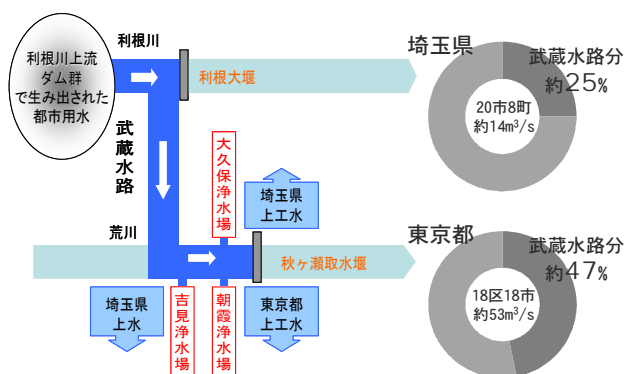 利根川上流
ダム群
で生み出された
都市用水
利根川
利根大堰
武蔵水路
大久保浄水場
埼玉県
上工水
荒川
秋ヶ瀬取水堰
埼玉県
上水
吉見浄水場
朝霞浄水場
東京都
上工水
埼玉県
武蔵水路分
約25%
20市8町
約14m³/s
東京都
武蔵水路分
約47%
18区18市
約53m³/s